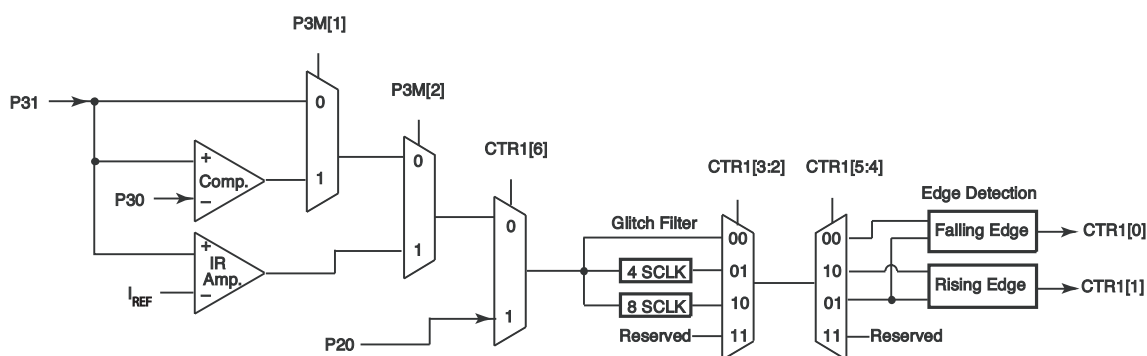 P3M[1]
P31
0
P3M[2]
0
CTR1[6]
CTR1[3:2]
CTR1[5:4]
+
Comp.
1
P30
−
Edge Detection
0
Glitch Filter
00
00
Falling Edge
CTR1[0]
+
IR
Amp.
1
4 SCLK
01
10
Rising Edge
CTR1[1]
IREF
−
8 SCLK
10
01
1
P20
Reserved
11
11
Reserved